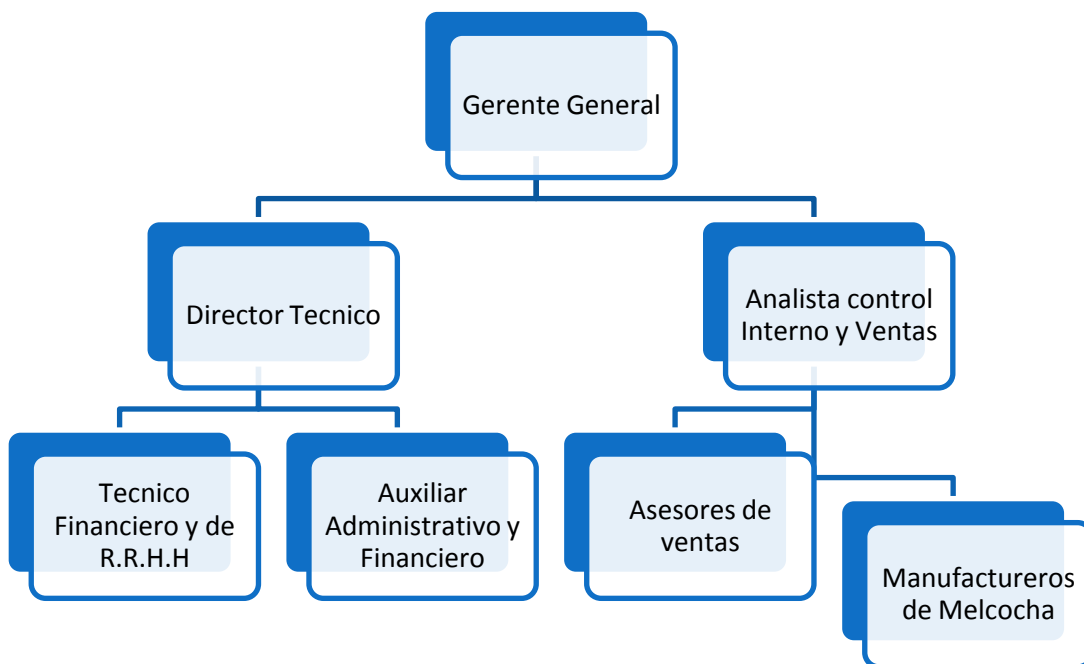 Gerente General
Director Tecnico
Analista control
Interno y Ventas
Tecnico
Financiero y de
R.R.H.H
Auxiliar
Administrativo y
Financiero
Asesores de
ventas
Manufactureros
de Melcocha